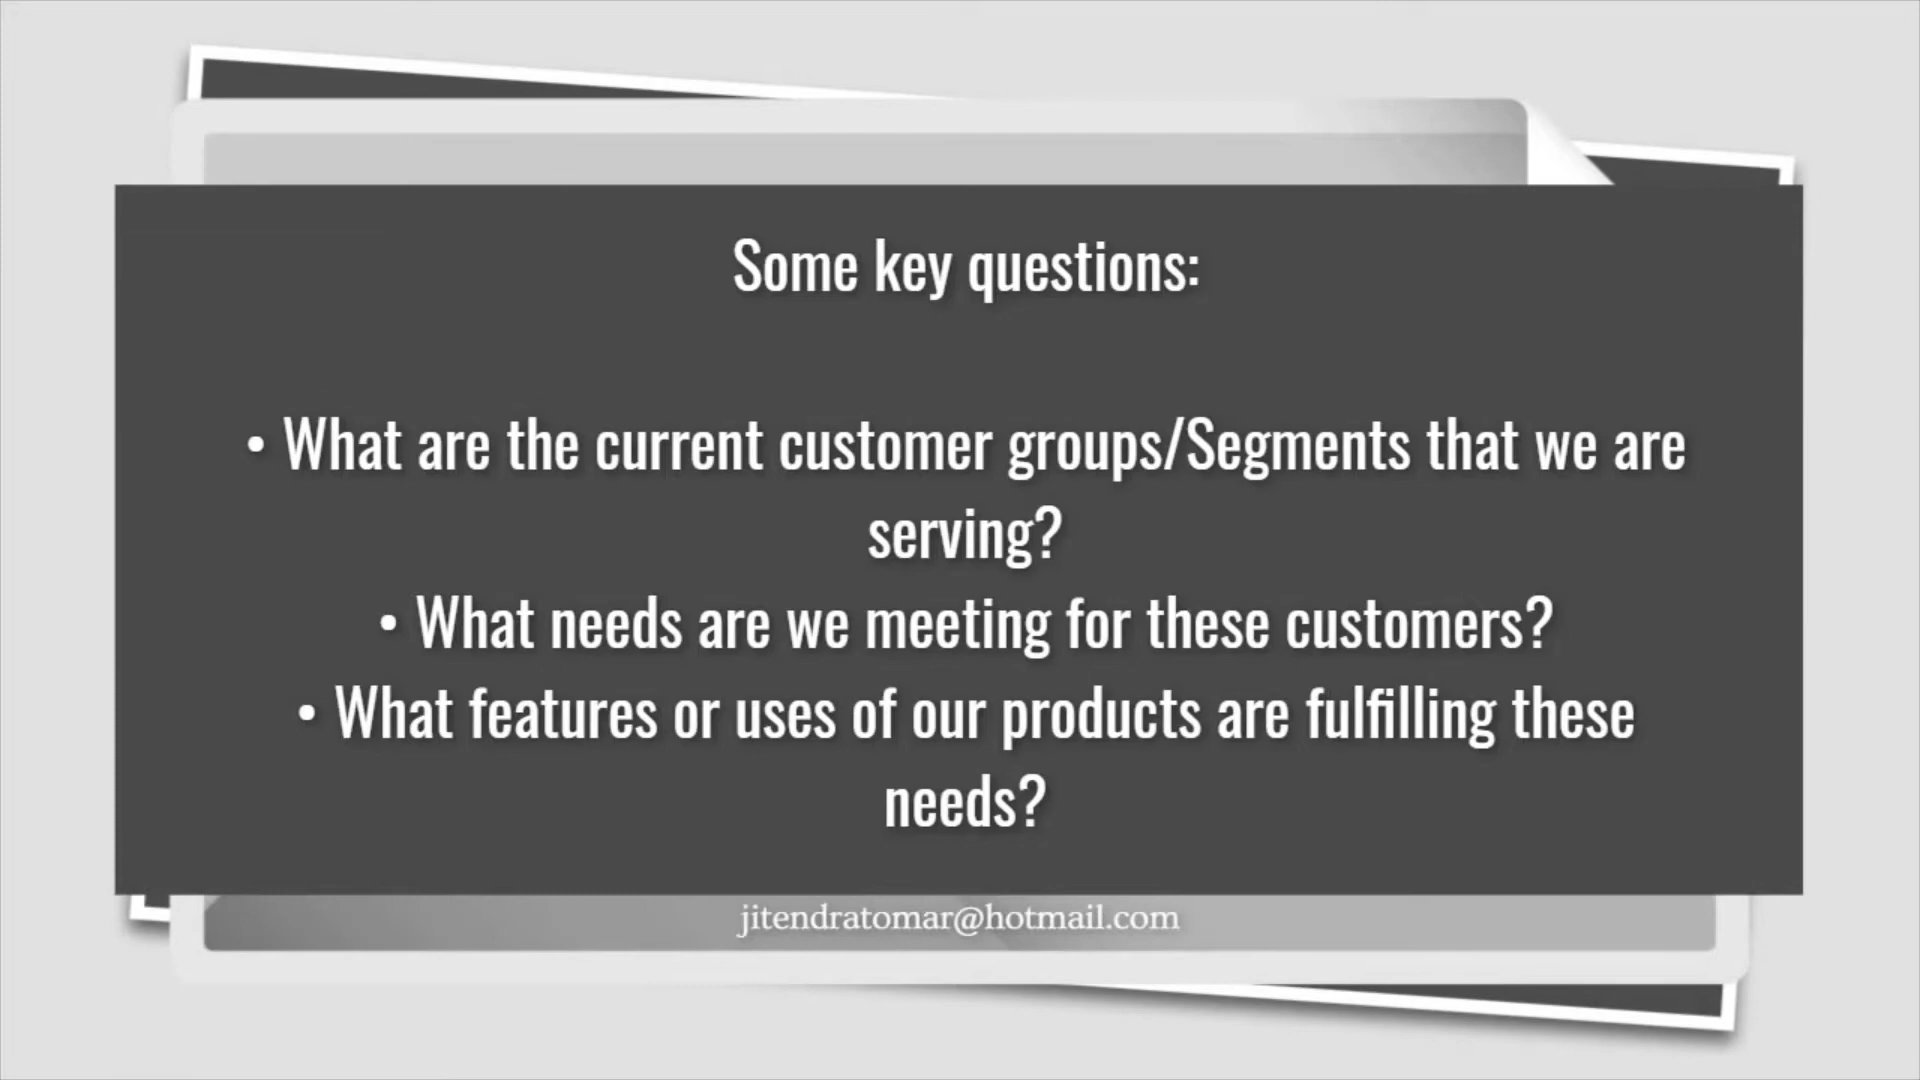 Some key questions:
• What are the current customer groups/Segments that we are
serving?
• What needs are we meeting for these customers?
• What features or uses of our products are fulfilling these
needs?
jitendratomar@hotmail.com